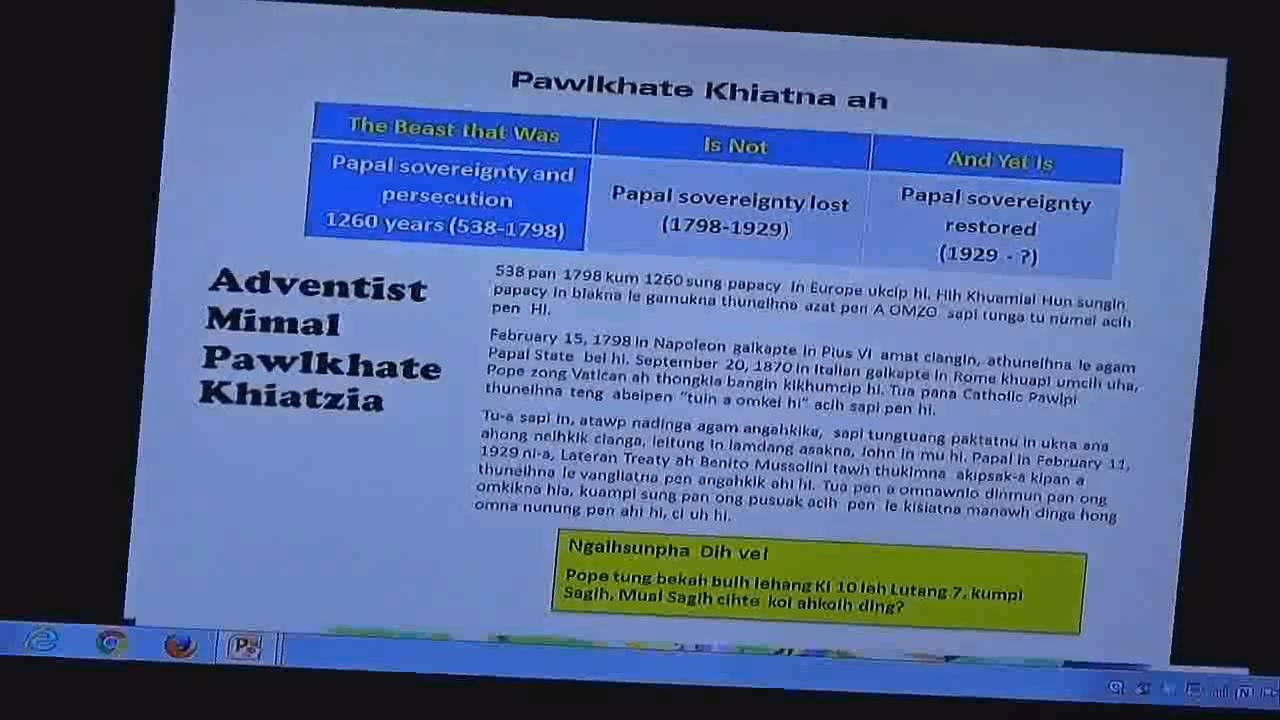 Pawlkhate Khiatna ah
The Beast that Was
Is Not
And Yet Is
Papal sovereignty and
persecution
1260 years (538-1798)
Papal sovereignty lost
(1798-1929)
Papal sovereignty
restored
(1929 - ?)
Adventist
Mimal
Pawlkhate
Khiatzia
538 pan 1798 kum 1260 sung papacy in Europe ukcip hi. Hih Khuamial Hun sungin
papacy in biakna le gamukna thuneihna azat pen A OMZO sapi tunga tu numei acih
pen Hi.
February 15, 1798 in Napoleon galkapte in Pius VI amat ciangin, athuneihna le agam
Papal State bei hi. September 20, 1870 in Italian galkapte in Rome khuapi umcih uha,
Pope zong Vatican ah thongkia bangin kikhumcip hi. Tua pana Catholic Pawlpi
thuneihna teng abeipen "tuin a omkei hi" acih sapi pen hi.
Tu-a sapi in, atawp nadinga agam angahkika, sapi tungtuang paktatnu in ukna ana
ahong neihkik cianga, leitung in lamdang asakna, John in mu hi. Papal in February 11,
1929 ni-a, Lateran Treaty ah Benito Mussolini tawh thukimna akipsak-a kipan a
thuneihna le vangliatna pen angahkik ahi hi. Tua pen a omnawnlo dinmun pan ong
omkikna hia, kuampi sung pan ong pusuak acih pen le kisiatna manawh dinga hong
omna nunung pen ahi hi, ci uh hi.
Ngaihsunpha Dih ve!
Pope tung bekah bulh lehang Ki 10 leh Lutang 7, kumpi
Sagih, Mual Sagih cihte koi ahkoih ding?